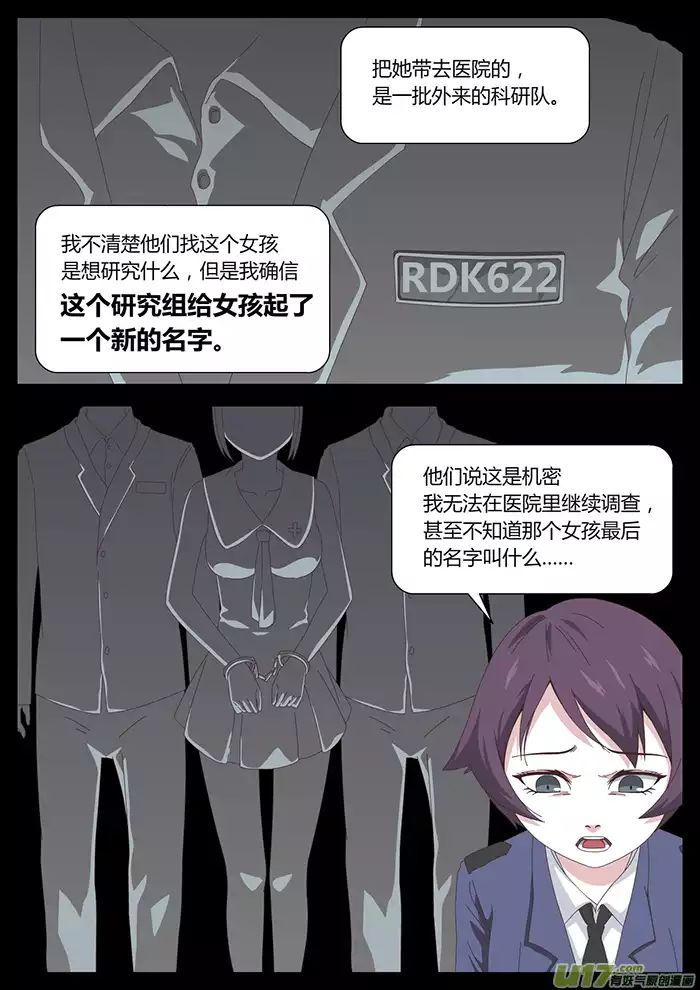 把她带去医院的，
是一批外来的科研队。
我不清楚他们找这个女孩
是想研究什么，但是我确信
这个研究组给女孩起了
一个新的名字。
RDK622
他们说这是机密
我无法在医院里继续调查，
甚至不知道那个女孩最后
的名字叫什么……
U17.com
有妖气原创漫画